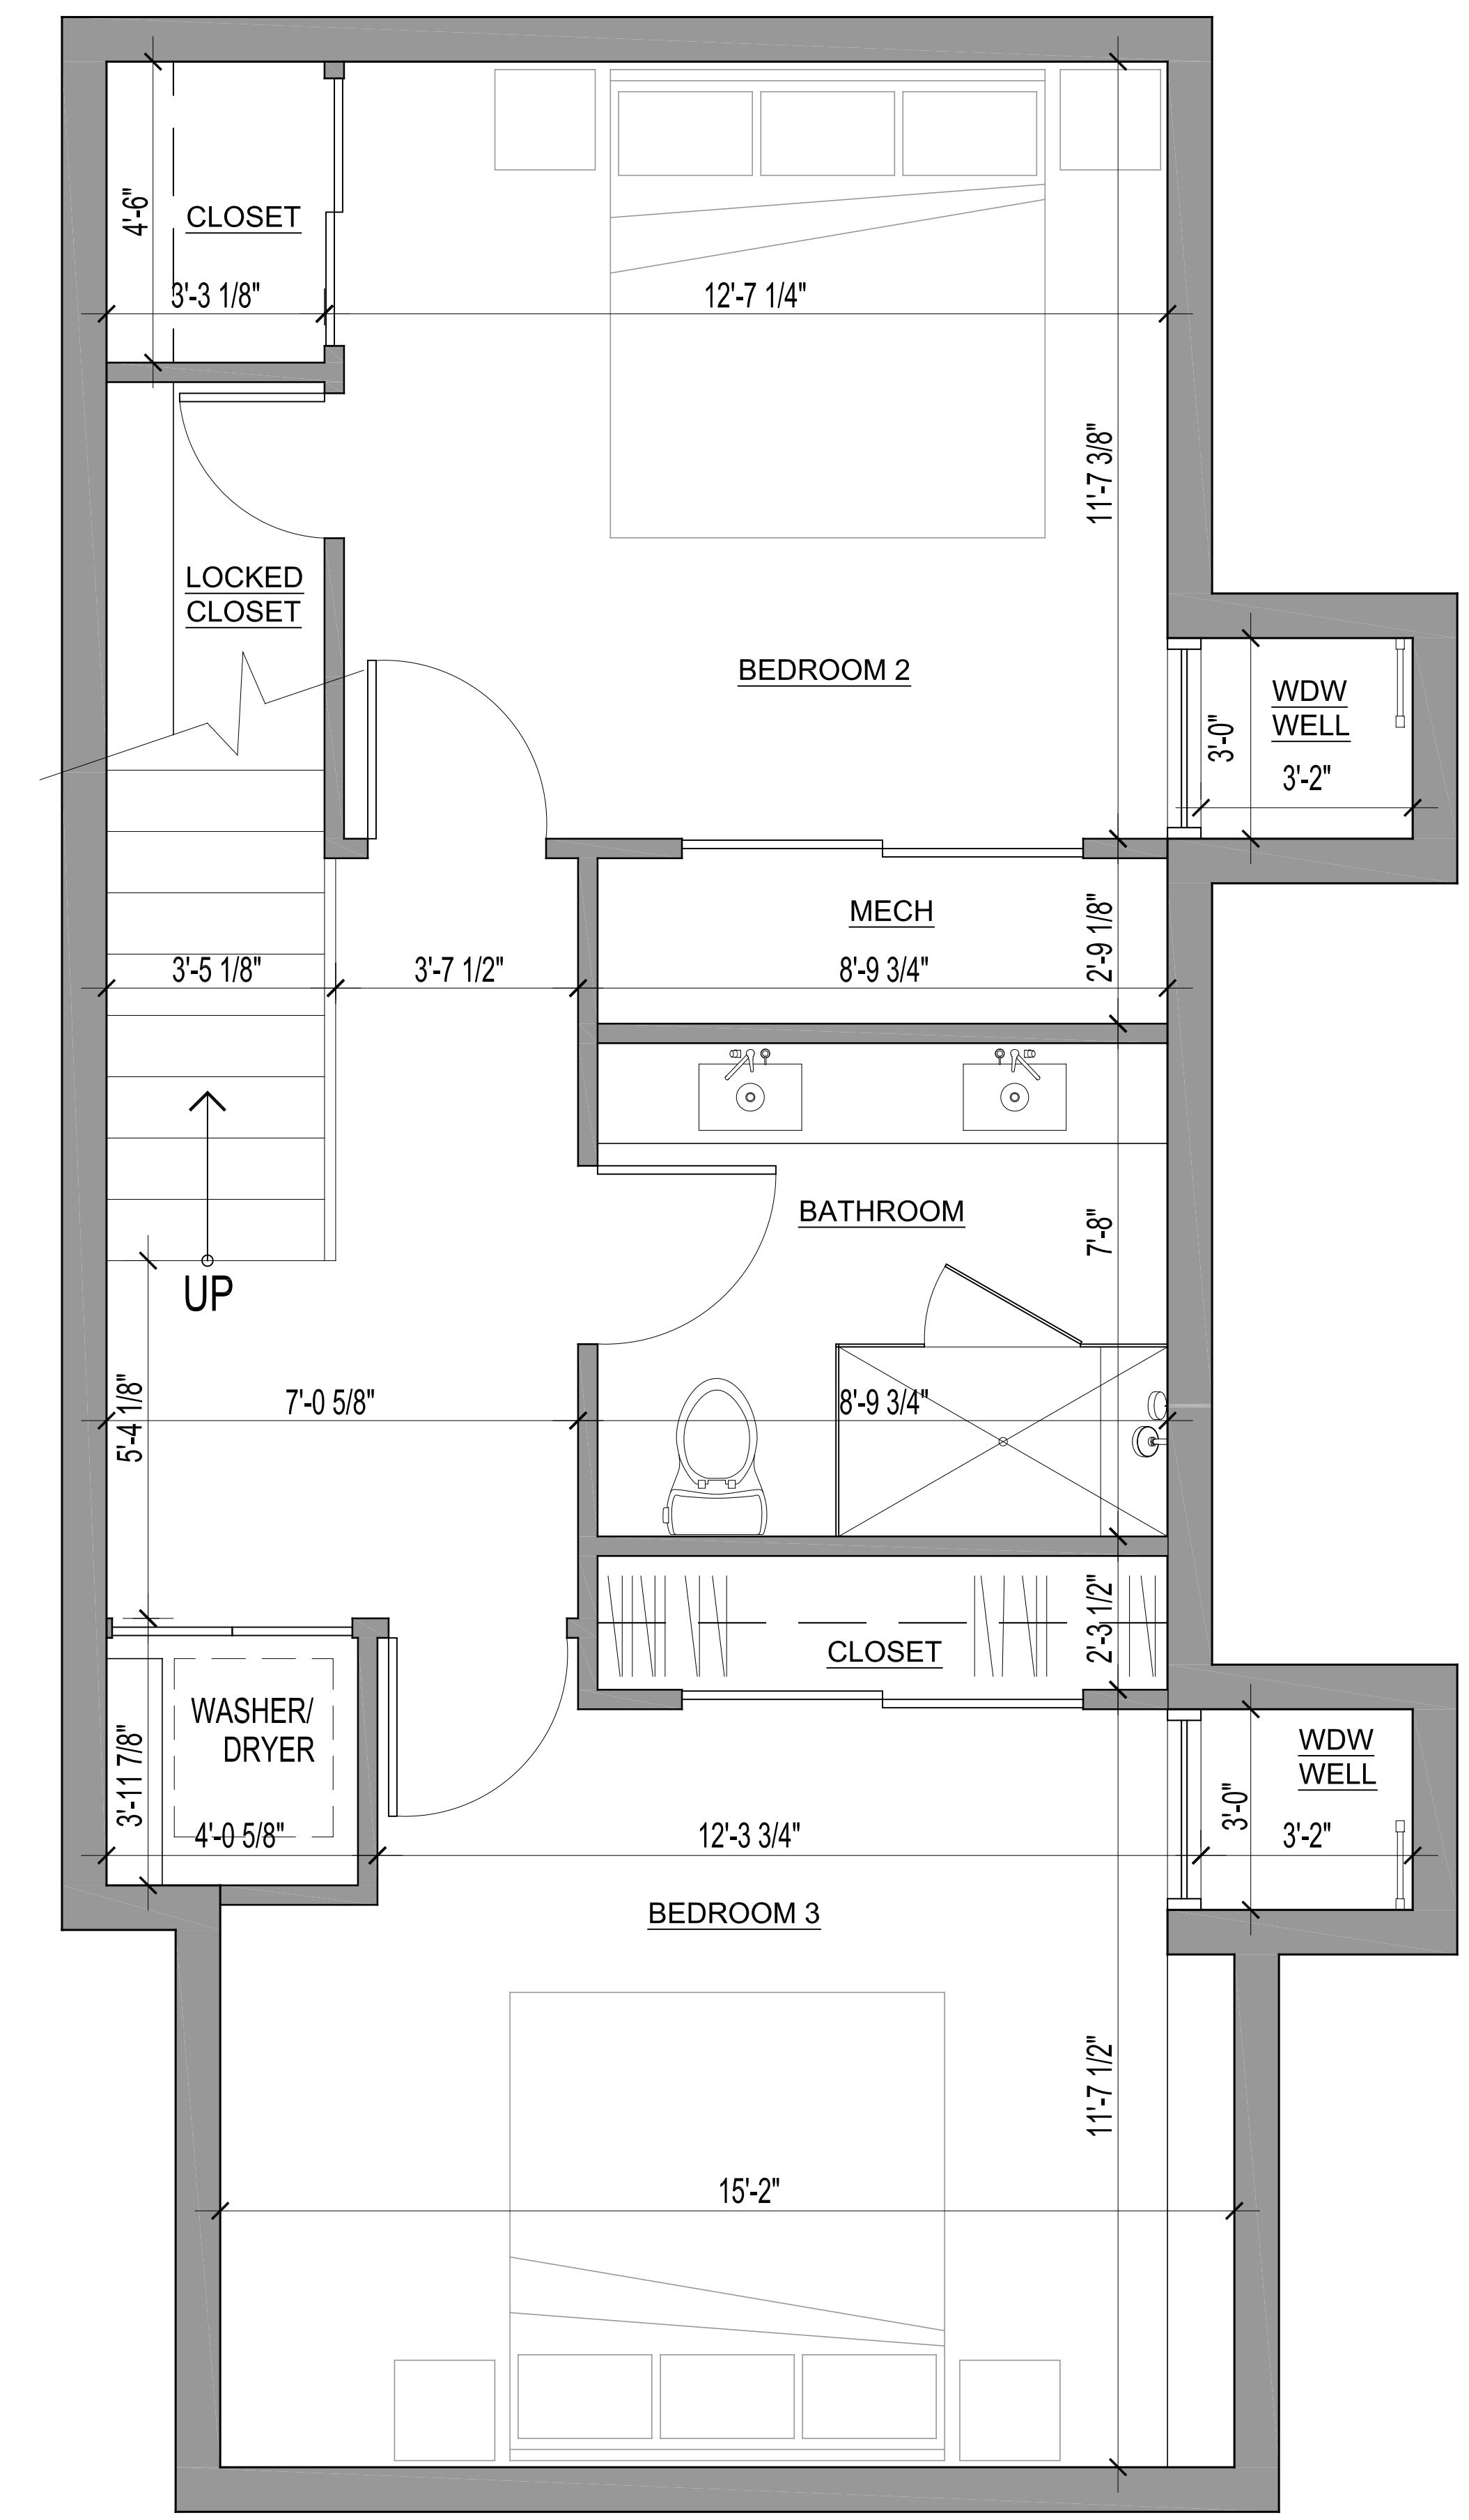 4'-6"
CLOSET
3'-3 1/8"
12'-7 1/4"
11'-7 3/8"
LOCKED
CLOSET
BEDROOM 2
WDW
WELL
3'-0"
3'-2"
MECH
2'-9 1/8"
3'-5 1/8"
3'-7 1/2"
8'-9 3/4"
BATHROOM
7'-8"
UP
5'-4 1/8"
7'-0 5/8"
8'-9 3/4"
2'-3 1/2"
CLOSET
WASHER/
DRYER
3'-11 7/8"
4'-0 5/8"
12'-3 3/4"
WDW
WELL
3'-0"
3'-2"
BEDROOM 3
11'-7 1/2"
15'-2"